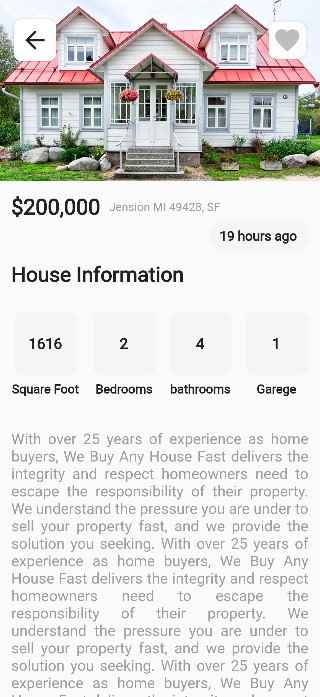 $200,000 Jension MI 49428, SF
19 hours ago
House Information
1616 2 4 1
Square Foot Bedrooms bathrooms Garege
With over 25 years of experience as home
buyers, We Buy Any House Fast delivers the
integrity and respect homeowners need to
escape the responsibility of their property.
We understand the pressure you are under to
sell your property fast, and we provide the
solution you seeking. With over 25 years of
experience as home buyers, We Buy Any
House Fast delivers the integrity and respect
homeowners need to escape the
responsibility of their property. We
understand the pressure you are under to
sell your property fast, and we provide the
solution you seeking. With over 25 years of
experience as home buyers, We Buy Any